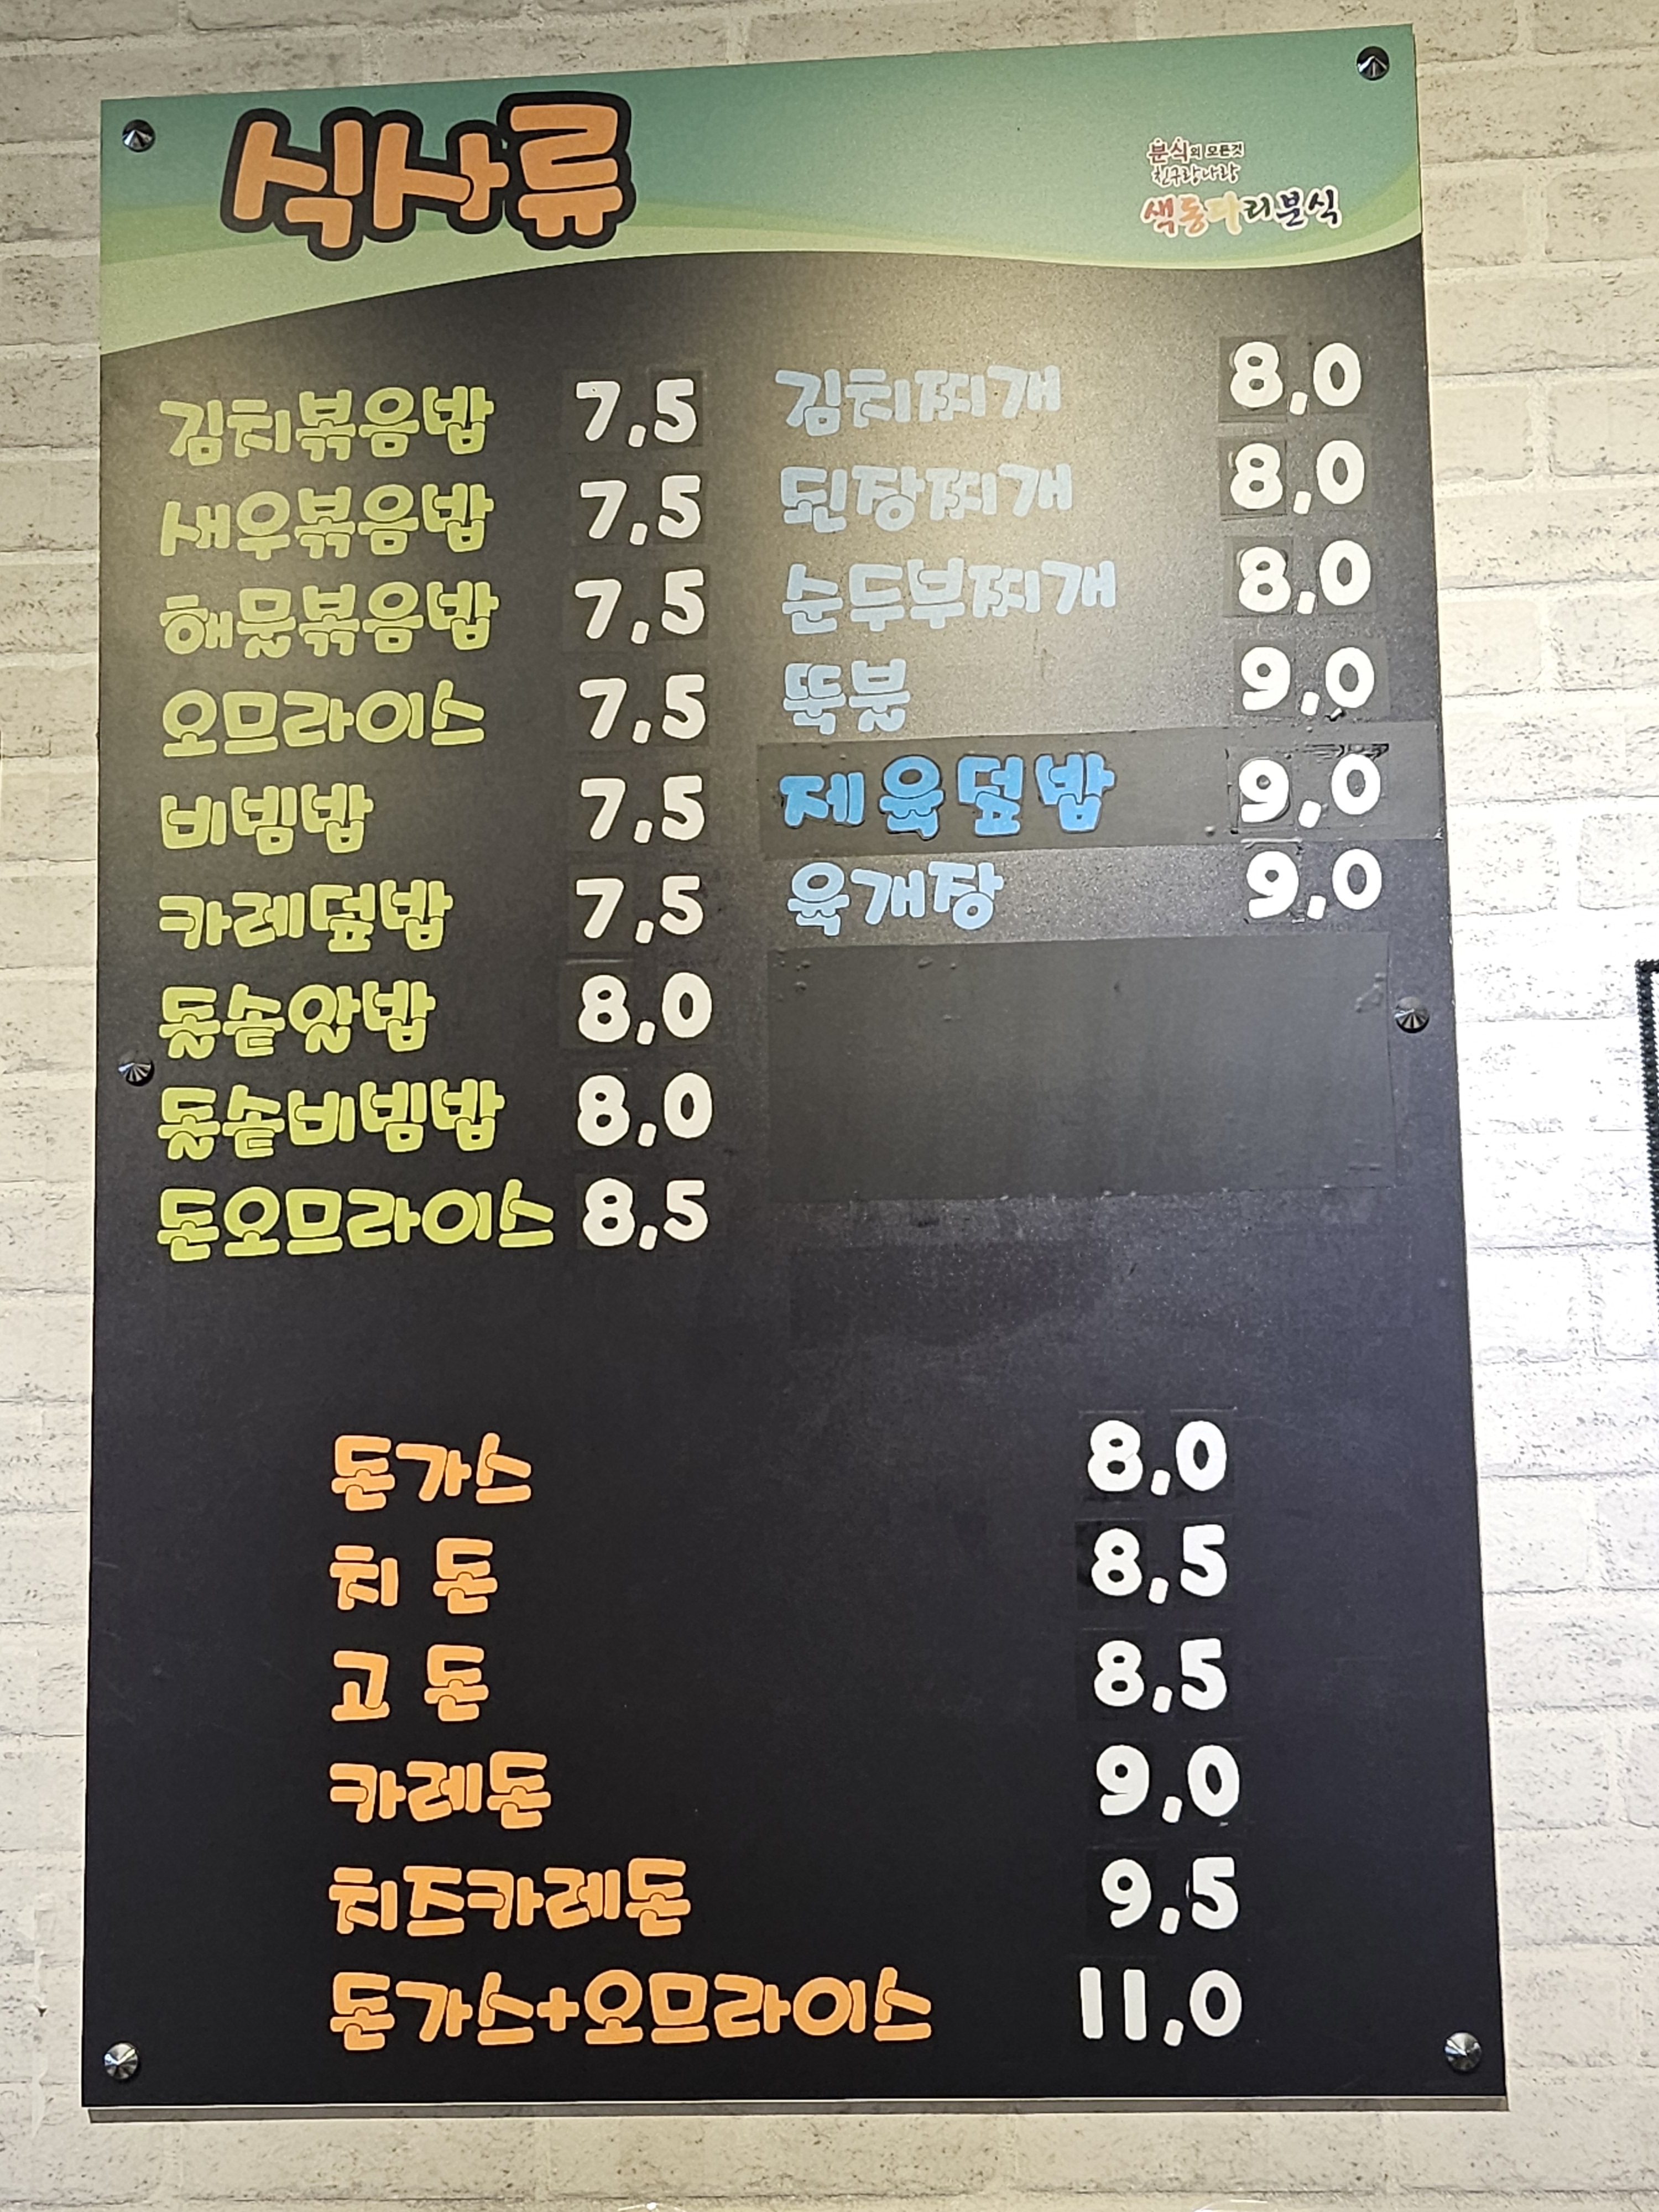 식사류
분식의 모든것
친구랑나랑
색동다리분식
김치볶음밥 7,5
새우볶음밥 7,5
해물볶음밥 7,5
오므라이스 7,5
비빔밥 7,5
카레덮밥 7,5
돌솥알밥 8,0
돌솥비빔밥 8,0
돈오므라이스 8,5
김치찌개 8,0
된장찌개 8,0
순두부찌개 8,0
뚝불 9,0
제육덮밥 9,0
육개장 9,0
돈가스 8,0
치 돈 8,5
고 돈 8,5
카레돈 9,0
치즈카레돈 9,5
돈가스+오므라이스 11,0